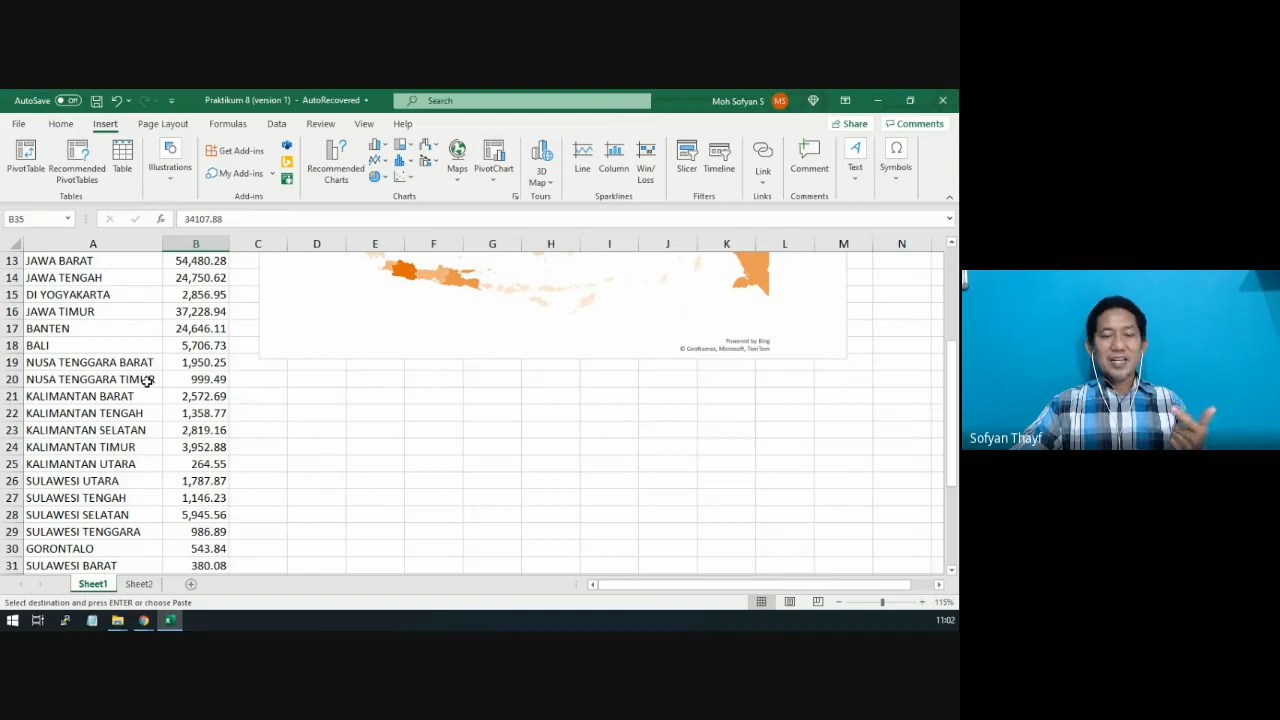 AutoSave Off Praktikum 8 (version 1) - AutoRecovered Search Moh Sofyan S MS
File Home Insert Page Layout Formulas Data Review View Help Share Comments
PivotTable Recommended PivotTables Table Illustrations Get Add-ins My Add-ins Recommended Charts Maps PivotChart 3D Map Line Column Win/Loss Slicer Timeline Link Comment Text Symbols
Tables Add-ins Charts Tours Sparklines Filters Links Comments
B35 fx 34107.88
A B C D E F G H I J K L M N
13 JAWA BARAT 54,480.28
14 JAWA TENGAH 24,750.62
15 DI YOGYAKARTA 2,856.95
16 JAWA TIMUR 37,228.94
17 BANTEN 24,646.11
18 BALI 5,706.73
Powered by Bing
© GeoNames, Microsoft, TomTom
19 NUSA TENGGARA BARAT 1,950.25
20 NUSA TENGGARA TIMUR 999.49
21 KALIMANTAN BARAT 2,572.69
22 KALIMANTAN TENGAH 1,358.77
23 KALIMANTAN SELATAN 2,819.16
24 KALIMANTAN TIMUR 3,952.88
25 KALIMANTAN UTARA 264.55
26 SULAWESI UTARA 1,787.87
27 SULAWESI TENGAH 1,146.23
28 SULAWESI SELATAN 5,945.56
29 SULAWESI TENGGARA 986.89
30 GORONTALO 543.84
31 SULAWESI BARAT 380.08
Sheet1 Sheet2
Select destination and press ENTER or choose Paste 115%
11:02
Sofyan Thayf